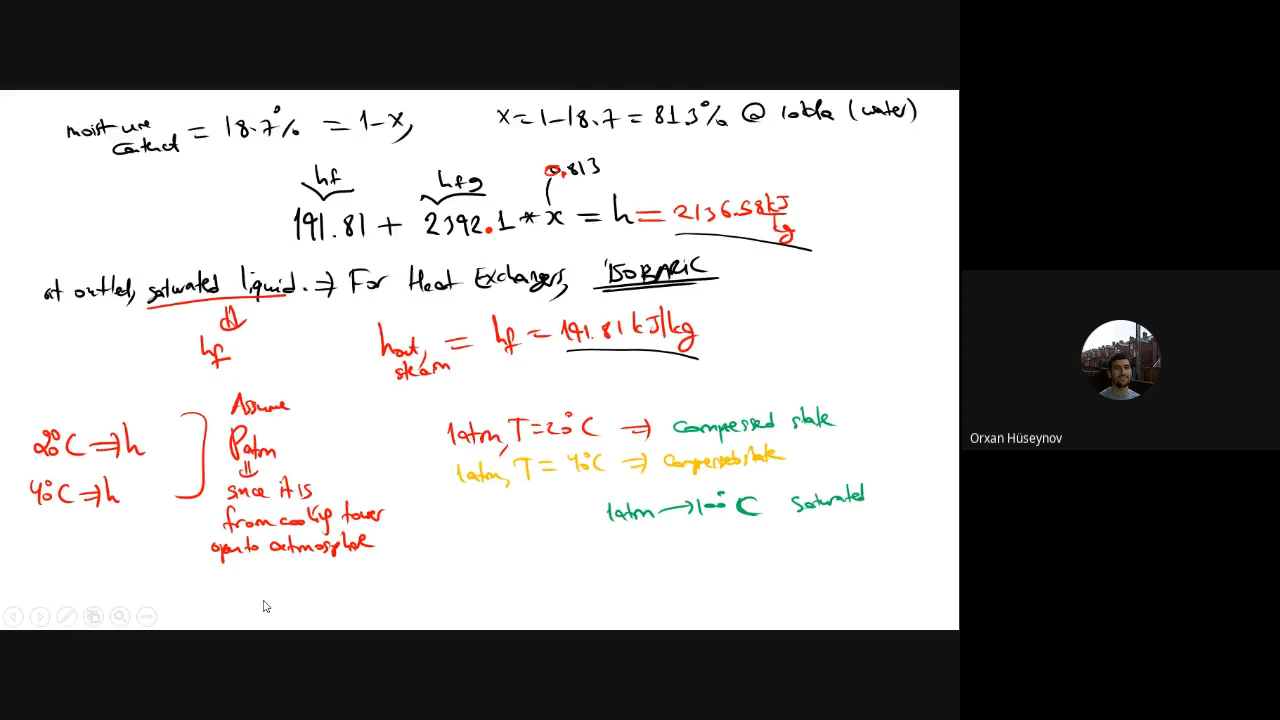 moisture content = 18.7% = 1-x,
x = 1-18.7 = 81.3% @ 10kPa (water)
hf hfg 0.813
191.81 + 2392.1 * x = h = 2136.58 kJ/kg
at outlet, saturated liquid. ⇒ For Heat Exchangers, ISOBARIC
⇓
hf
hout, steam = hf = 191.81 kJ/kg
20°C ⇒ h
40°C ⇒ h
Assume
Patm
⇓
since it is
from cooling tower
open to atmosphere
1atm, T = 20°C ⇒ Compressed state
1atm, T = 40°C ⇒ Compressed state
1atm → 100°C Saturated
Orxan Hüseynov